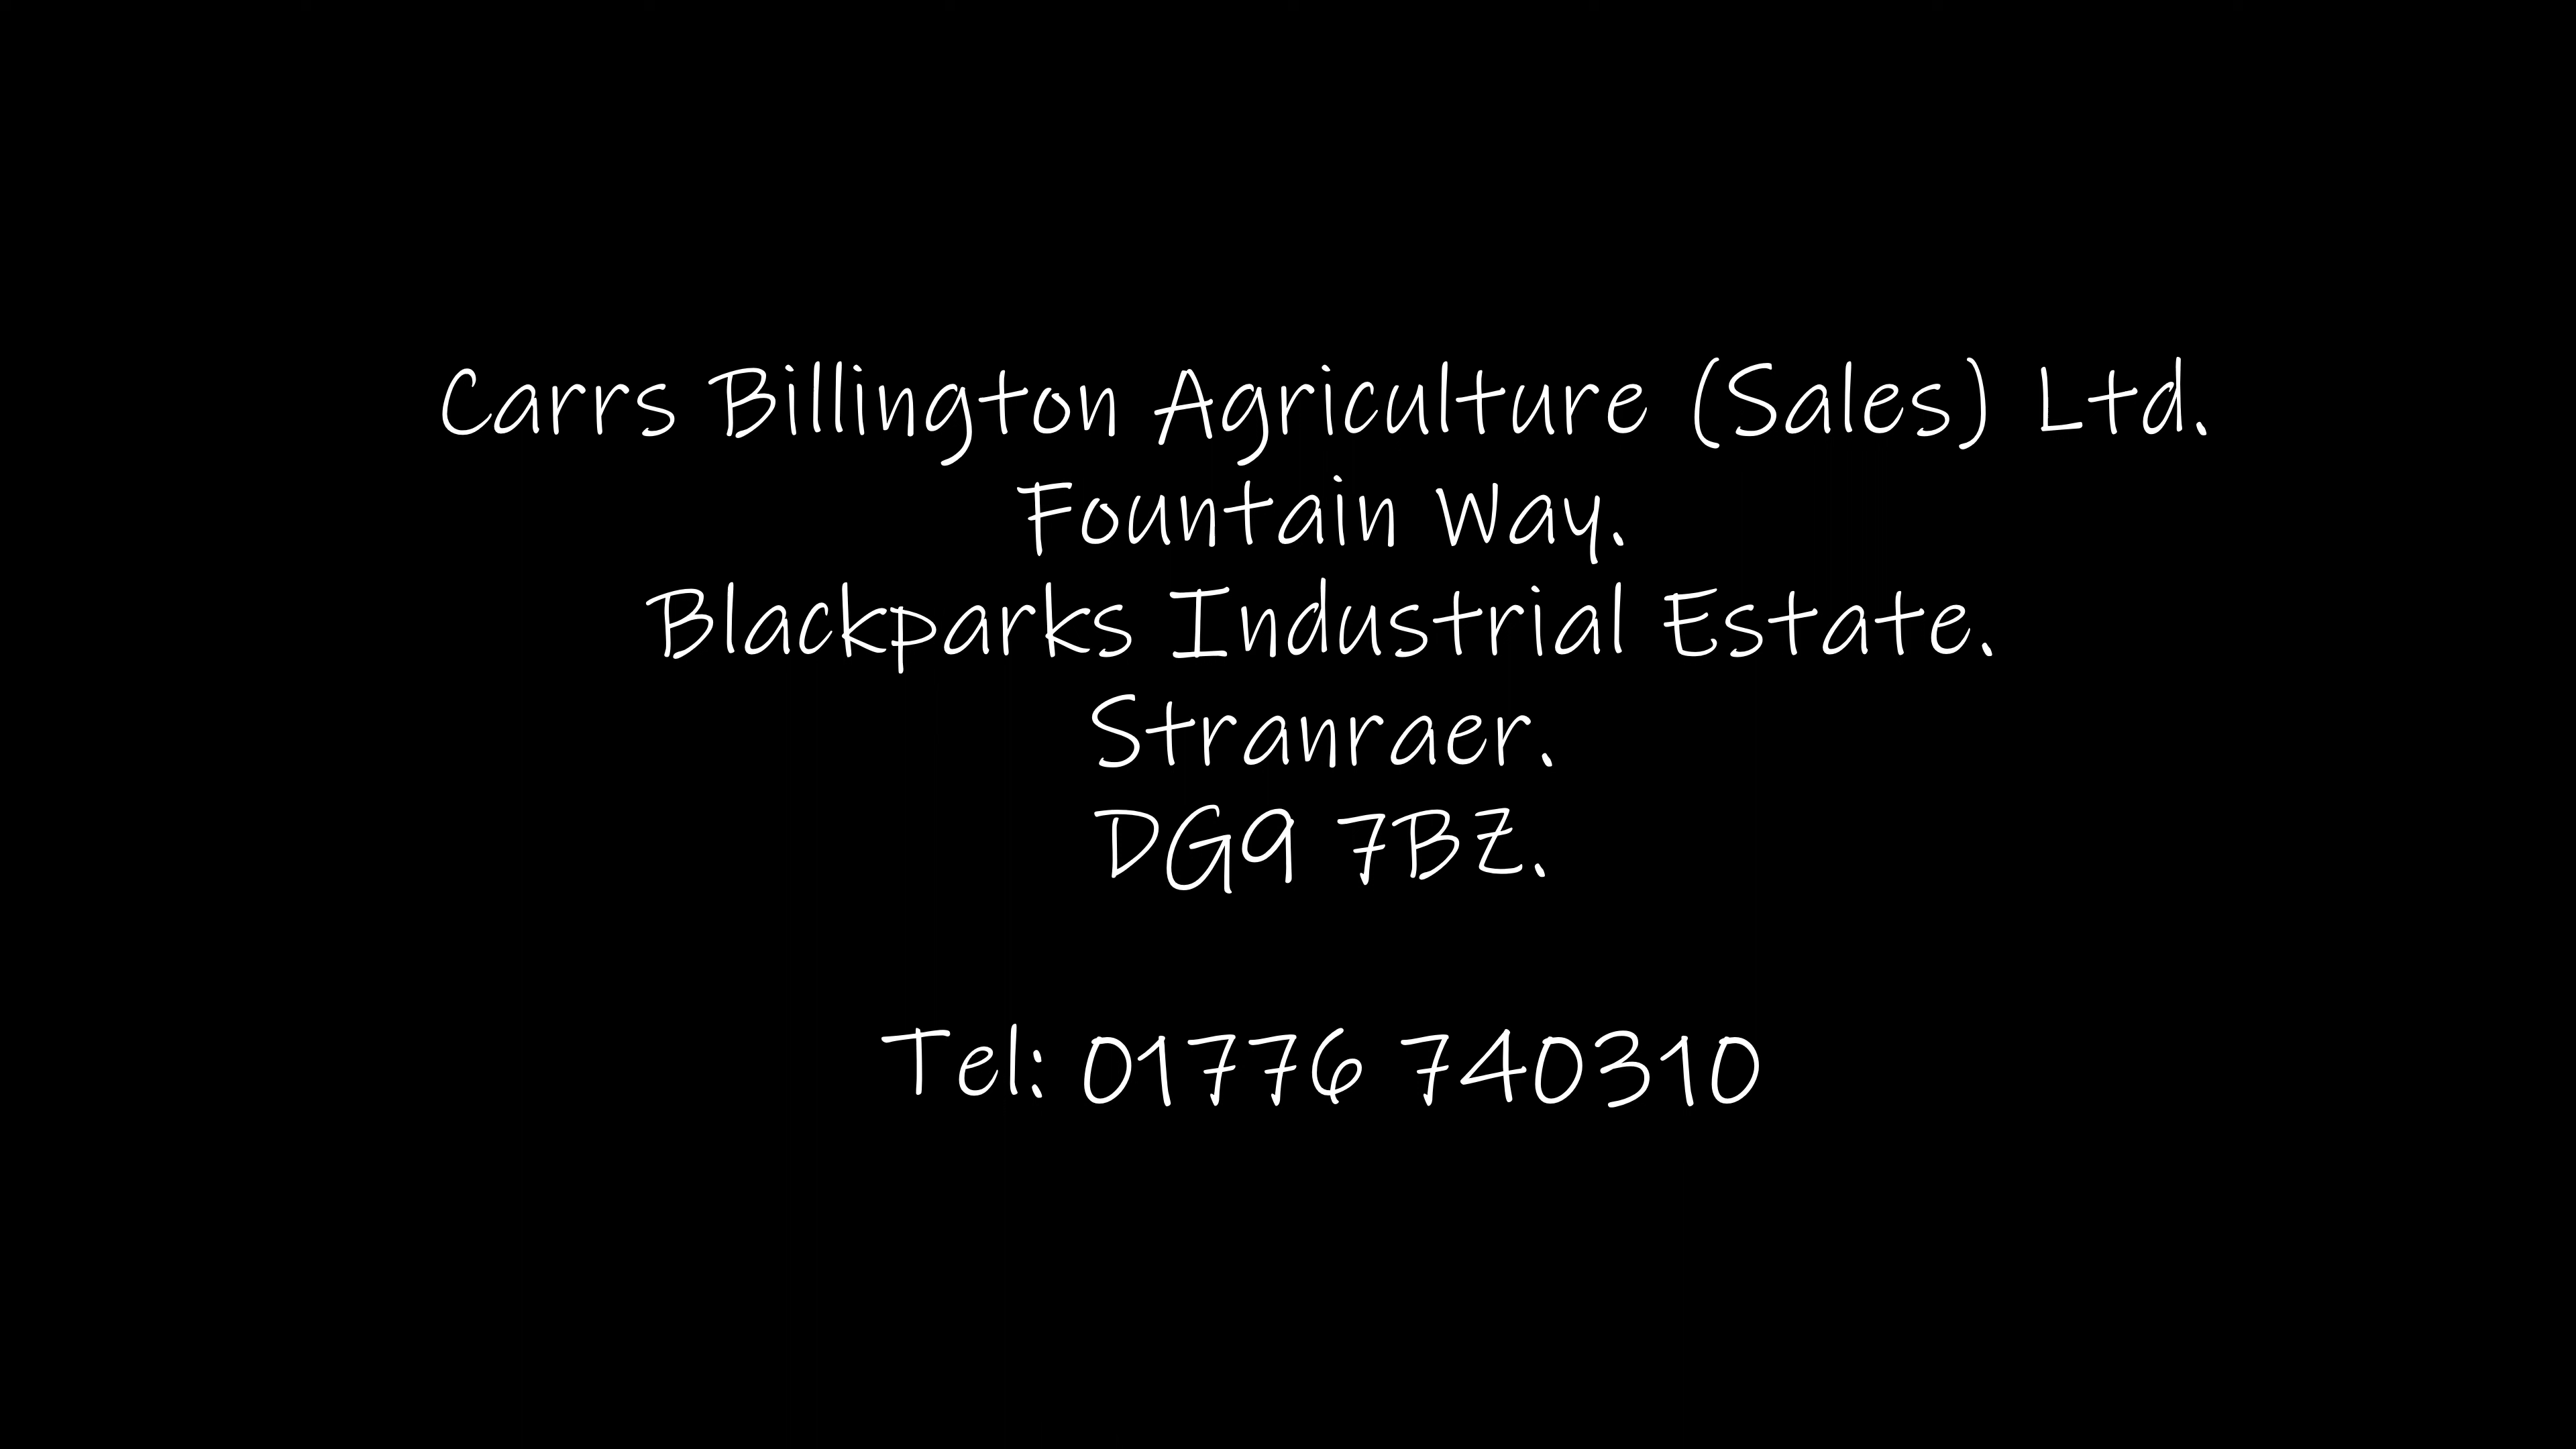 Carrs Billington Agriculture (Sales) Ltd.
Fountain Way.
Blackparks Industrial Estate.
Stranraer.
DG9 7BZ.
Tel: 01776 740310